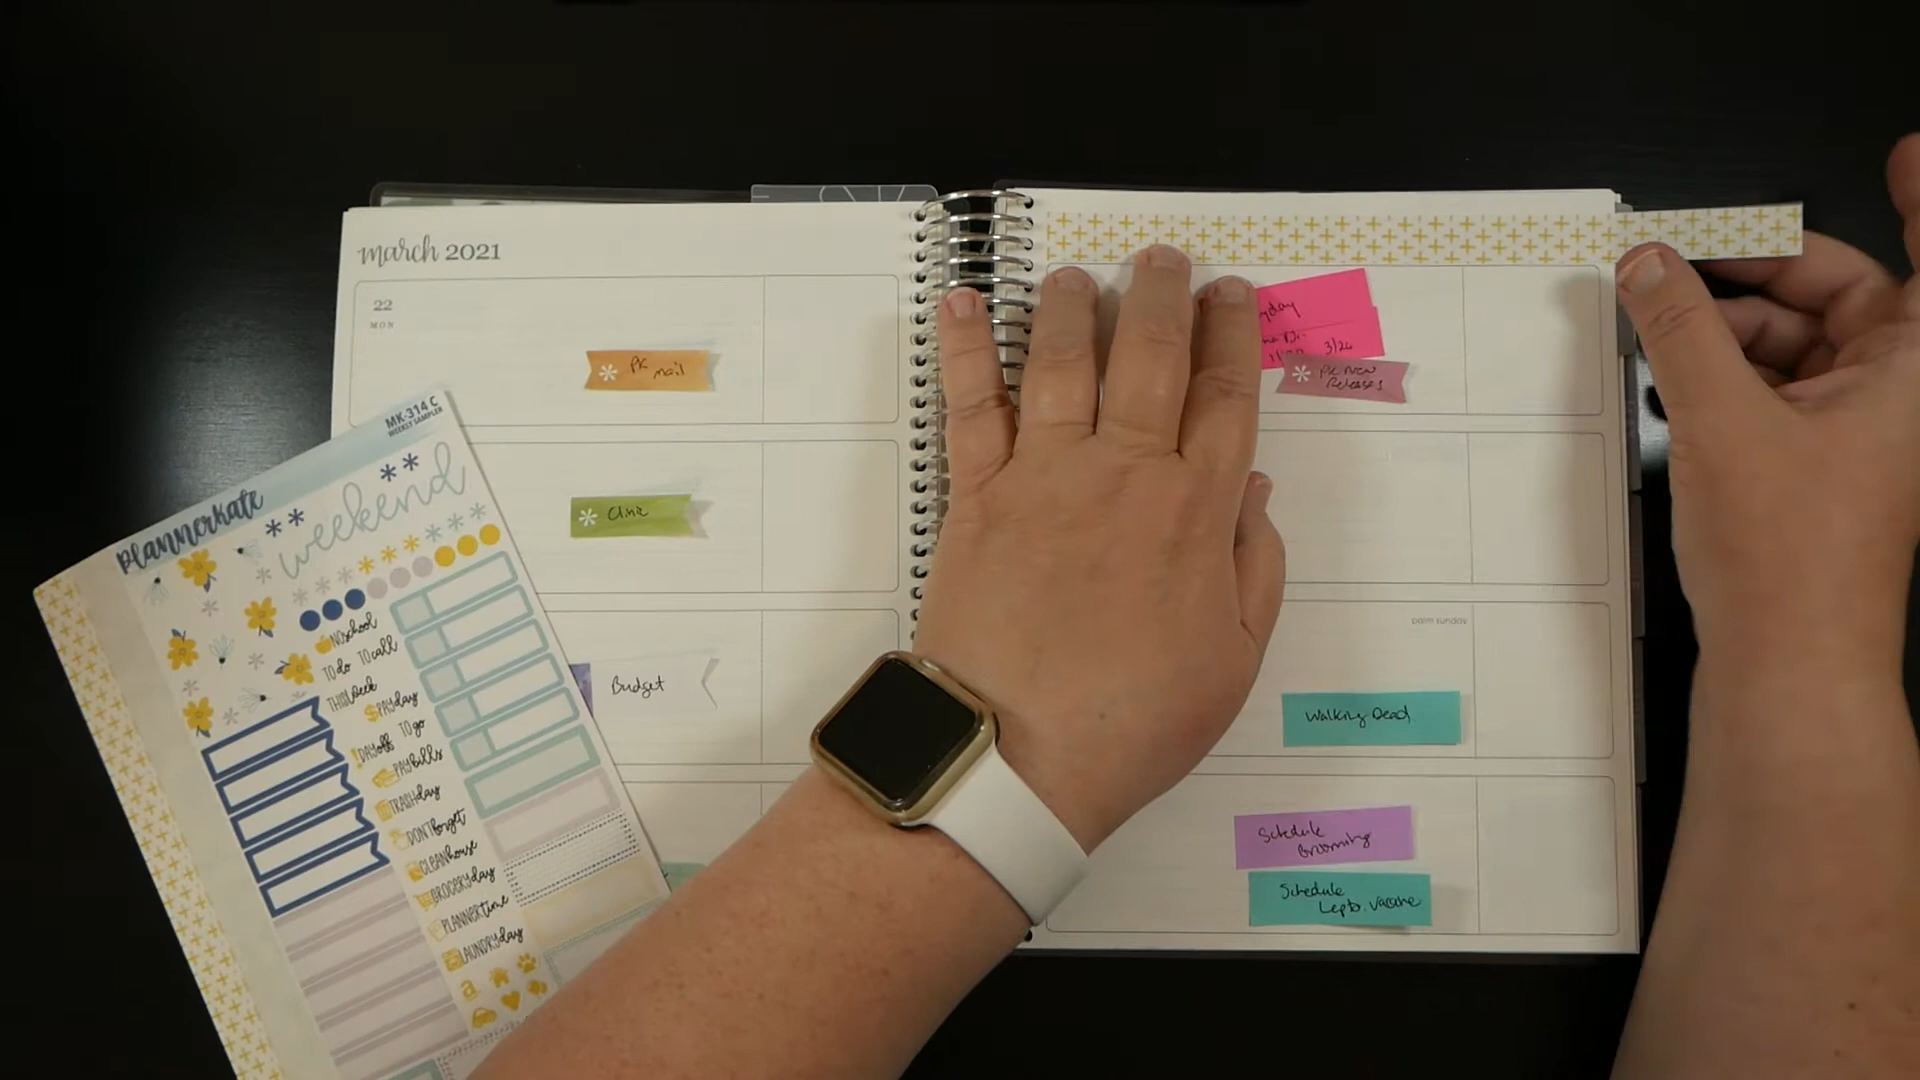 march 2021
22
MON
PK
mail
Clinic
Budget
3/26
PK New
Releases
palm sunday
Walking Dead
Schedule
Grooming
Schedule
Lepto. Vaccine
MK-314 C
WEEKLY SAMPLER
plannerkate
weekend
NO school
TO do TO call
THIS week
PAY day
DAY off TO go
PAY bills
TRASH day
DON'T forget
CLEAN house
GROCERY day
PLANNER time
LAUNDRY day
a